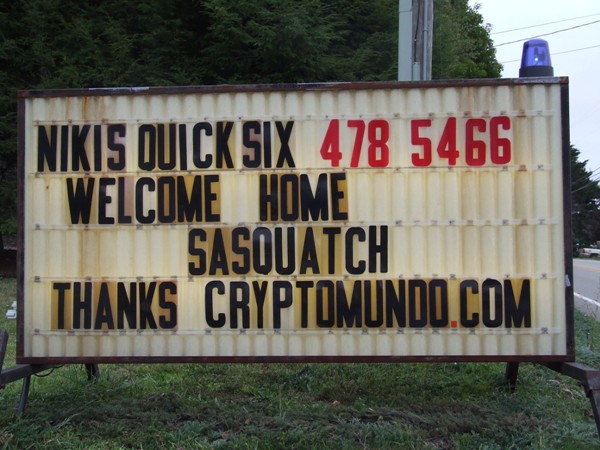 NIKIS QUICK SIX 478 5466
WELCOME HOME
SASQUATCH
THANKS CRYPTOMUNDO.COM